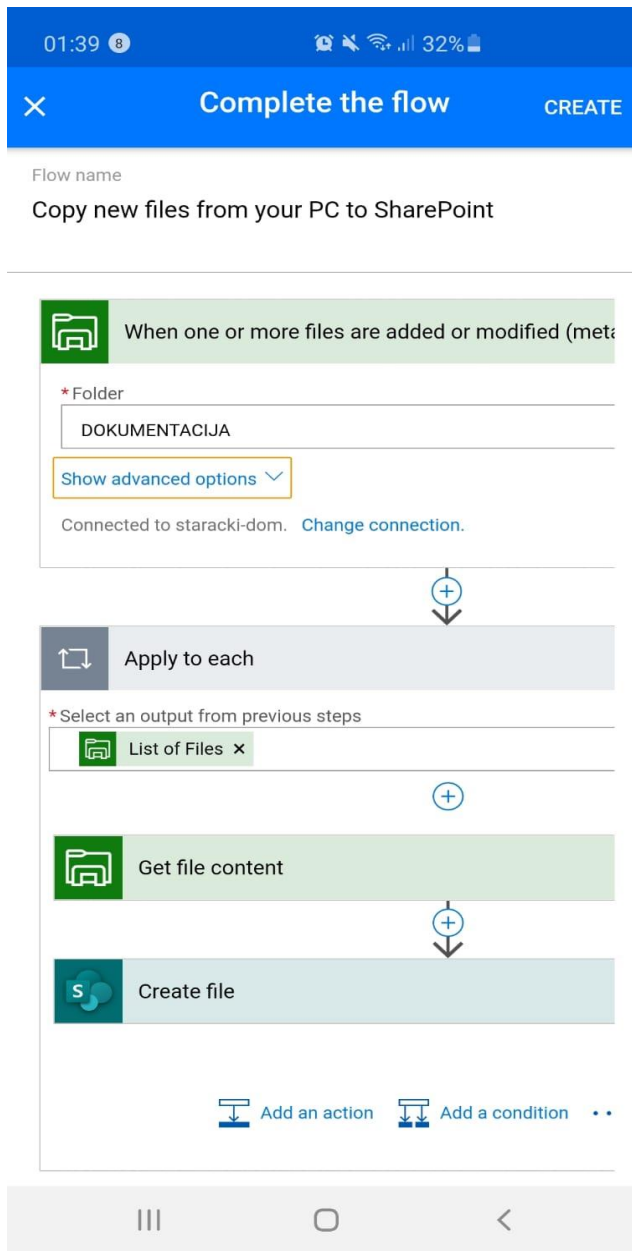 01:39 8 32%
Complete the flow CREATE
Flow name
Copy new files from your PC to SharePoint
When one or more files are added or modified (meta
* Folder
DOKUMENTACIJA
Show advanced options
Connected to staracki-dom. Change connection.
Apply to each
* Select an output from previous steps
List of Files ×
Get file content
S Create file
Add an action Add a condition